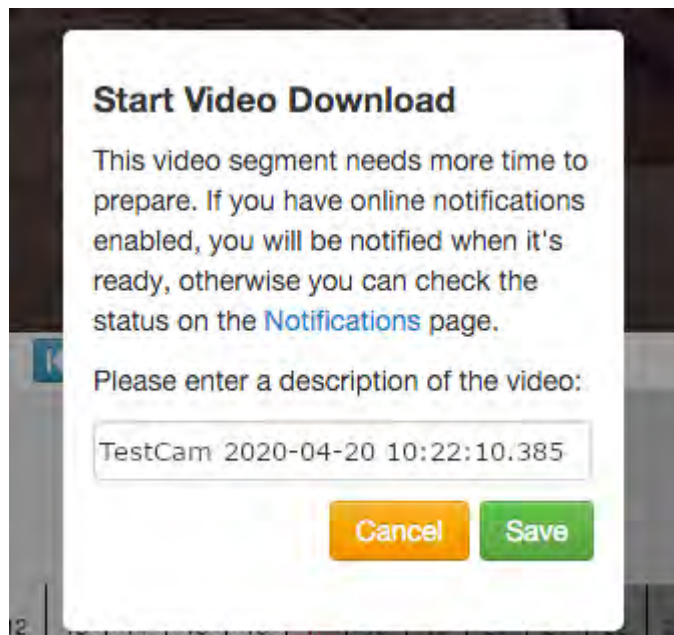 Start Video Download
This video segment needs more time to
prepare. If you have online notifications
enabled, you will be notified when it's
ready, otherwise you can check the
status on the Notifications page.
Please enter a description of the video:
TestCam 2020-04-20 10:22:10.385
Cancel Save